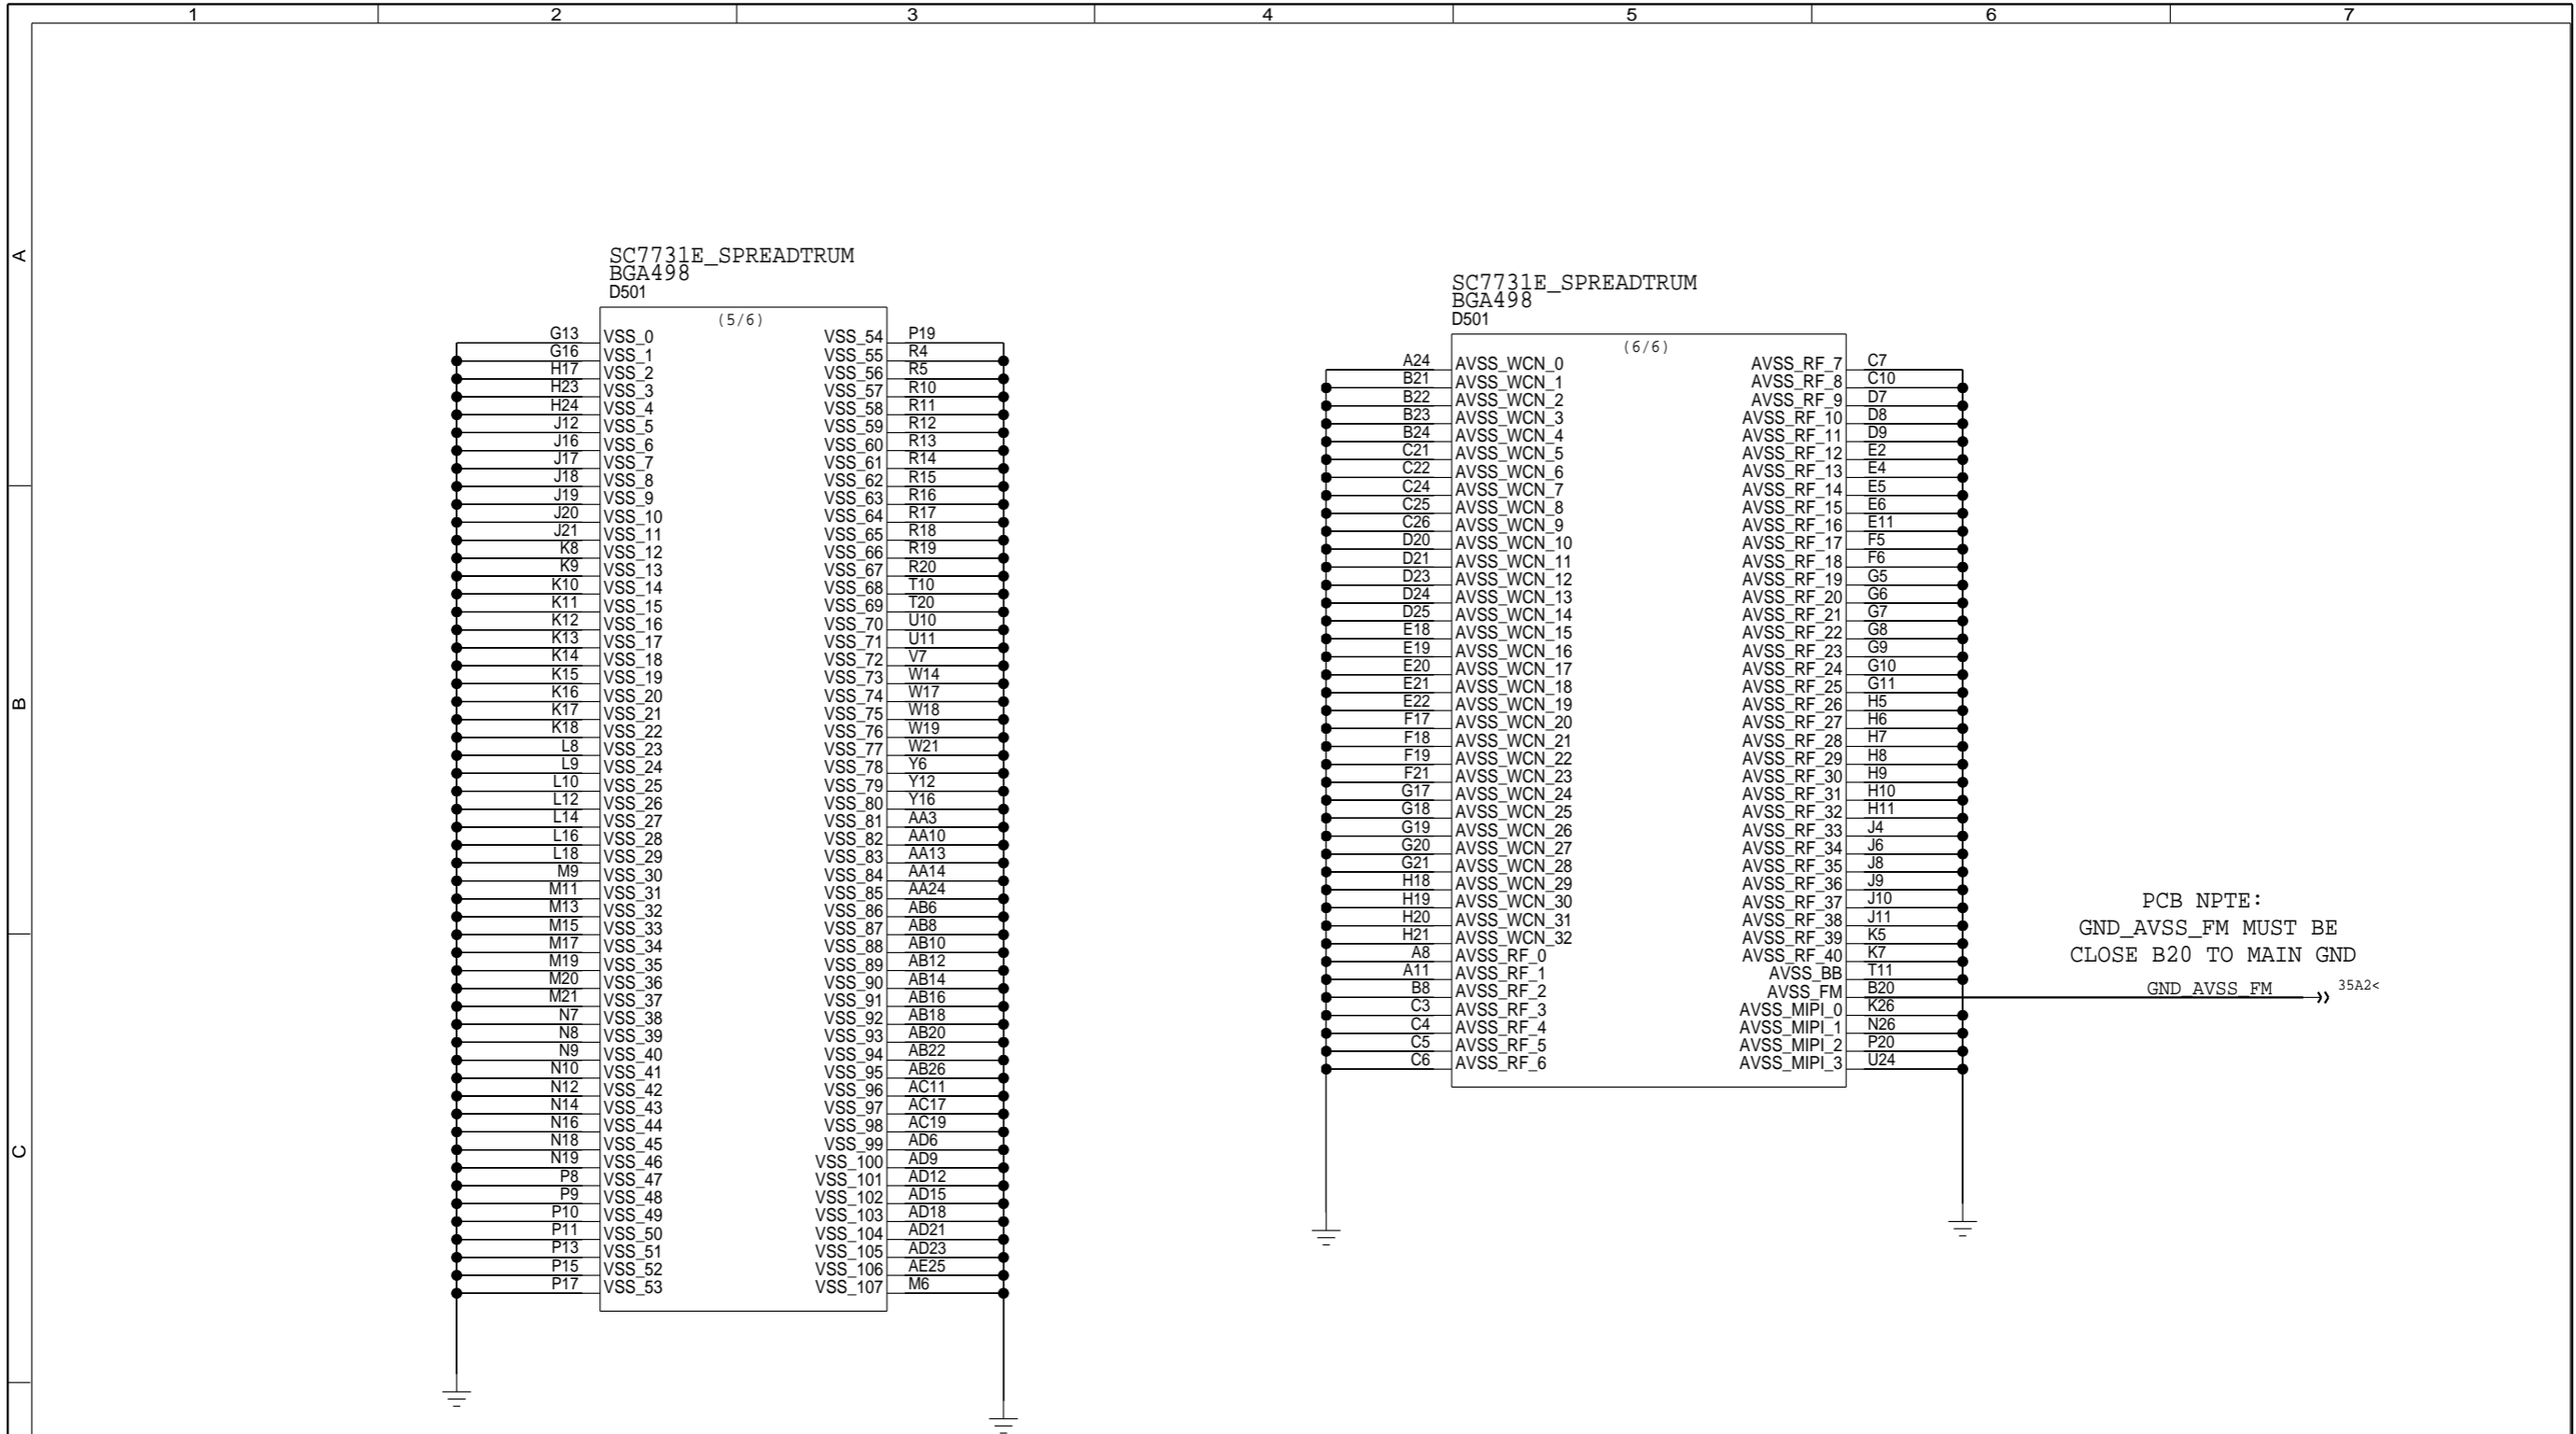 1 2 3 4 5 6 7
A
B
C
SC7731E_SPREADTRUM
BGA498
D501
(5/6)
G13 VSS_0 VSS_54 P19
G16 VSS_1 VSS_55 R4
H17 VSS_2 VSS_56 R5
H23 VSS_3 VSS_57 R10
H24 VSS_4 VSS_58 R11
J12 VSS_5 VSS_59 R12
J16 VSS_6 VSS_60 R13
J17 VSS_7 VSS_61 R14
J18 VSS_8 VSS_62 R15
J19 VSS_9 VSS_63 R16
J20 VSS_10 VSS_64 R17
J21 VSS_11 VSS_65 R18
K8 VSS_12 VSS_66 R19
K9 VSS_13 VSS_67 R20
K10 VSS_14 VSS_68 T10
K11 VSS_15 VSS_69 T20
K12 VSS_16 VSS_70 U10
K13 VSS_17 VSS_71 U11
K14 VSS_18 VSS_72 V7
K15 VSS_19 VSS_73 W14
K16 VSS_20 VSS_74 W17
K17 VSS_21 VSS_75 W18
K18 VSS_22 VSS_76 W19
L8 VSS_23 VSS_77 W21
L9 VSS_24 VSS_78 Y6
L10 VSS_25 VSS_79 Y12
L12 VSS_26 VSS_80 Y16
L14 VSS_27 VSS_81 AA3
L16 VSS_28 VSS_82 AA10
L18 VSS_29 VSS_83 AA13
M9 VSS_30 VSS_84 AA14
M11 VSS_31 VSS_85 AA24
M13 VSS_32 VSS_86 AB6
M15 VSS_33 VSS_87 AB8
M17 VSS_34 VSS_88 AB10
M19 VSS_35 VSS_89 AB12
M20 VSS_36 VSS_90 AB14
M21 VSS_37 VSS_91 AB16
N7 VSS_38 VSS_92 AB18
N8 VSS_39 VSS_93 AB20
N9 VSS_40 VSS_94 AB22
N10 VSS_41 VSS_95 AB26
N12 VSS_42 VSS_96 AC11
N14 VSS_43 VSS_97 AC17
N16 VSS_44 VSS_98 AC19
N18 VSS_45 VSS_99 AD6
N19 VSS_46 VSS_100 AD9
P8 VSS_47 VSS_101 AD12
P9 VSS_48 VSS_102 AD15
P10 VSS_49 VSS_103 AD18
P11 VSS_50 VSS_104 AD21
P13 VSS_51 VSS_105 AD23
P15 VSS_52 VSS_106 AE25
P17 VSS_53 VSS_107 M6
SC7731E_SPREADTRUM
BGA498
D501
(6/6)
A24 AVSS_WCN_0 AVSS_RF_7 C7
B21 AVSS_WCN_1 AVSS_RF_8 C10
B22 AVSS_WCN_2 AVSS_RF_9 D7
B23 AVSS_WCN_3 AVSS_RF_10 D8
B24 AVSS_WCN_4 AVSS_RF_11 D9
C21 AVSS_WCN_5 AVSS_RF_12 E2
C22 AVSS_WCN_6 AVSS_RF_13 E4
C24 AVSS_WCN_7 AVSS_RF_14 E5
C25 AVSS_WCN_8 AVSS_RF_15 E6
C26 AVSS_WCN_9 AVSS_RF_16 E11
D20 AVSS_WCN_10 AVSS_RF_17 F5
D21 AVSS_WCN_11 AVSS_RF_18 F6
D23 AVSS_WCN_12 AVSS_RF_19 G5
D24 AVSS_WCN_13 AVSS_RF_20 G6
D25 AVSS_WCN_14 AVSS_RF_21 G7
E18 AVSS_WCN_15 AVSS_RF_22 G8
E19 AVSS_WCN_16 AVSS_RF_23 G9
E20 AVSS_WCN_17 AVSS_RF_24 G10
E21 AVSS_WCN_18 AVSS_RF_25 G11
E22 AVSS_WCN_19 AVSS_RF_26 H5
F17 AVSS_WCN_20 AVSS_RF_27 H6
F18 AVSS_WCN_21 AVSS_RF_28 H7
F19 AVSS_WCN_22 AVSS_RF_29 H8
F21 AVSS_WCN_23 AVSS_RF_30 H9
G17 AVSS_WCN_24 AVSS_RF_31 H10
G18 AVSS_WCN_25 AVSS_RF_32 H11
G19 AVSS_WCN_26 AVSS_RF_33 J4
G20 AVSS_WCN_27 AVSS_RF_34 J6
G21 AVSS_WCN_28 AVSS_RF_35 J8
H18 AVSS_WCN_29 AVSS_RF_36 J9
H19 AVSS_WCN_30 AVSS_RF_37 J10
H20 AVSS_WCN_31 AVSS_RF_38 J11
H21 AVSS_WCN_32 AVSS_RF_39 K5
A8 AVSS_RF_0 AVSS_RF_40 K7
A11 AVSS_RF_1 AVSS_BB T11
B8 AVSS_RF_2 AVSS_FM B20
C3 AVSS_RF_3 AVSS_MIPI_0 K26
C4 AVSS_RF_4 AVSS_MIPI_1 N26
C5 AVSS_RF_5 AVSS_MIPI_2 P20
C6 AVSS_RF_6 AVSS_MIPI_3 U24
PCB NPTE:
GND_AVSS_FM MUST BE
CLOSE B20 TO MAIN GND
GND_AVSS_FM 35A2<